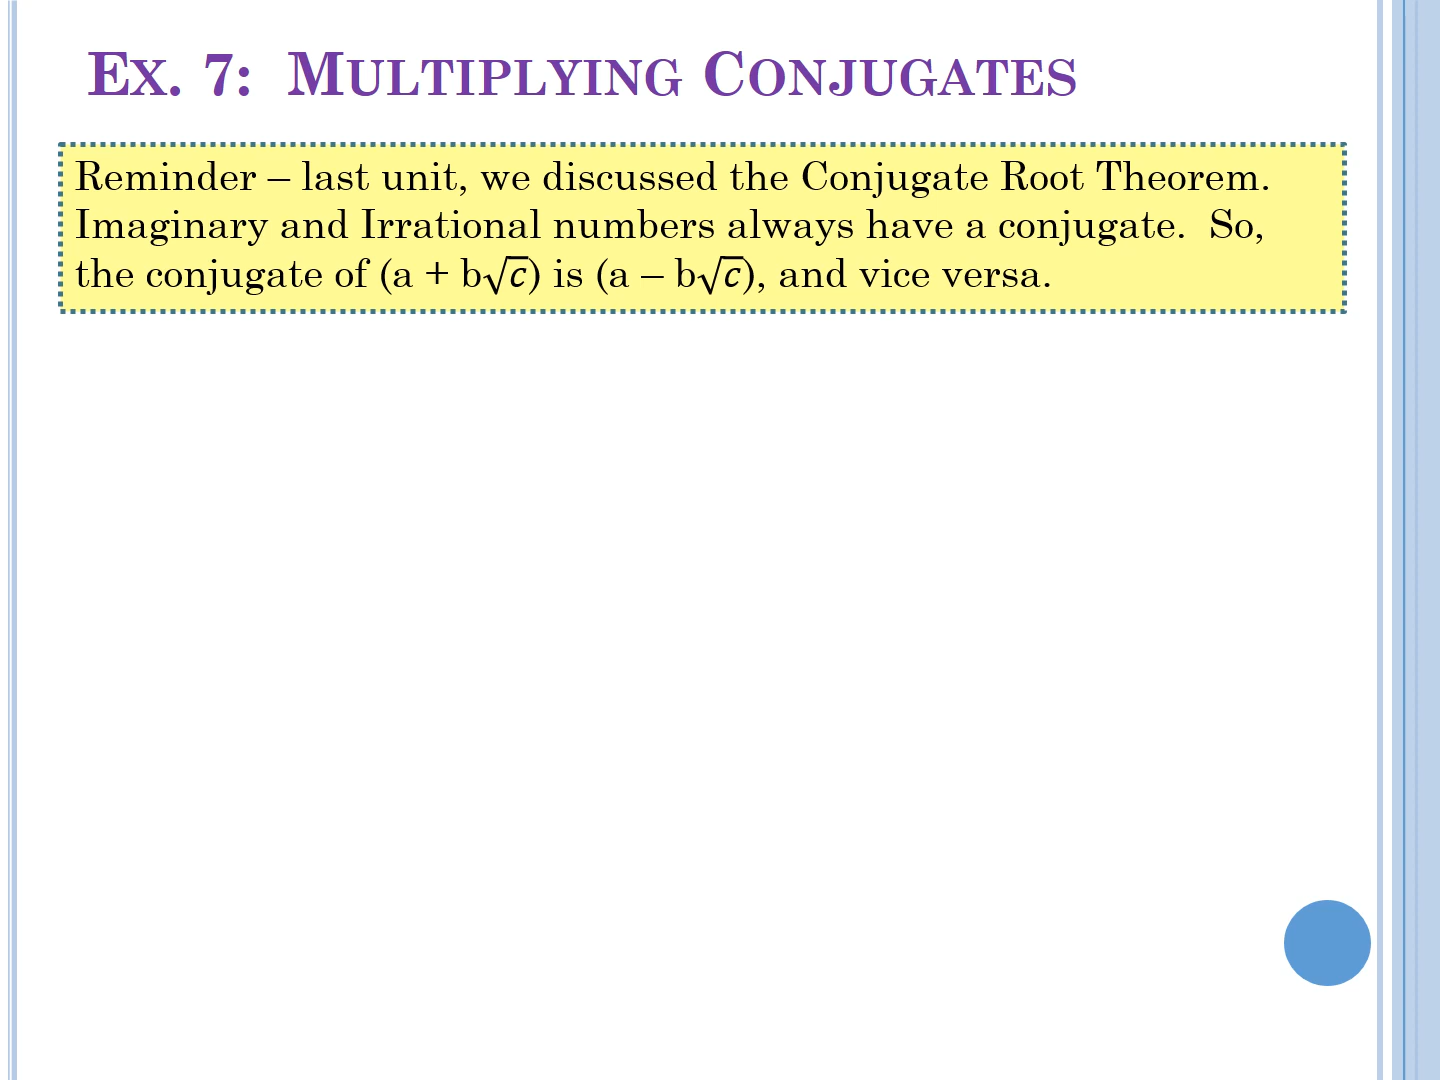 EX. 7:  MULTIPLYING CONJUGATES
Reminder – last unit, we discussed the Conjugate Root Theorem.
Imaginary and Irrational numbers always have a conjugate.  So,
the conjugate of (a + b√c) is (a – b√c), and vice versa.